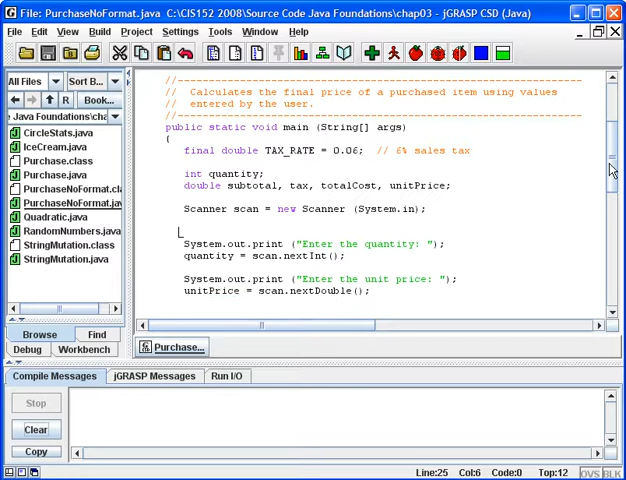 File: PurchaseNoFormat.java C:\CIS152 2008\Source Code Java Foundations\chap03 - jGRASP CSD (Java)
File Edit View Build Project Settings Tools Window Help
All Files Sort B...
R Book...
Java Foundations\chap03
CircleStats.java
IceCream.java
Purchase.class
Purchase.java
PurchaseNoFormat.cl
PurchaseNoFormat.jav
Quadratic.java
RandomNumbers.java
StringMutation.class
StringMutation.java
Browse Find
Debug Workbench
//-----------------------------------------------------------------
// Calculates the final price of a purchased item using values
// entered by the user.
//-----------------------------------------------------------------
public static void main (String[] args)
{
final double TAX_RATE = 0.06; // 6% sales tax
int quantity;
double subtotal, tax, totalCost, unitPrice;
Scanner scan = new Scanner (System.in);
System.out.print ("Enter the quantity: ");
quantity = scan.nextInt();
System.out.print ("Enter the unit price: ");
unitPrice = scan.nextDouble();
Purchase...
Compile Messages jGRASP Messages Run I/O
Stop
Clear
Copy
Line:25 Col:6 Code:0 Top:12 OVS BLK